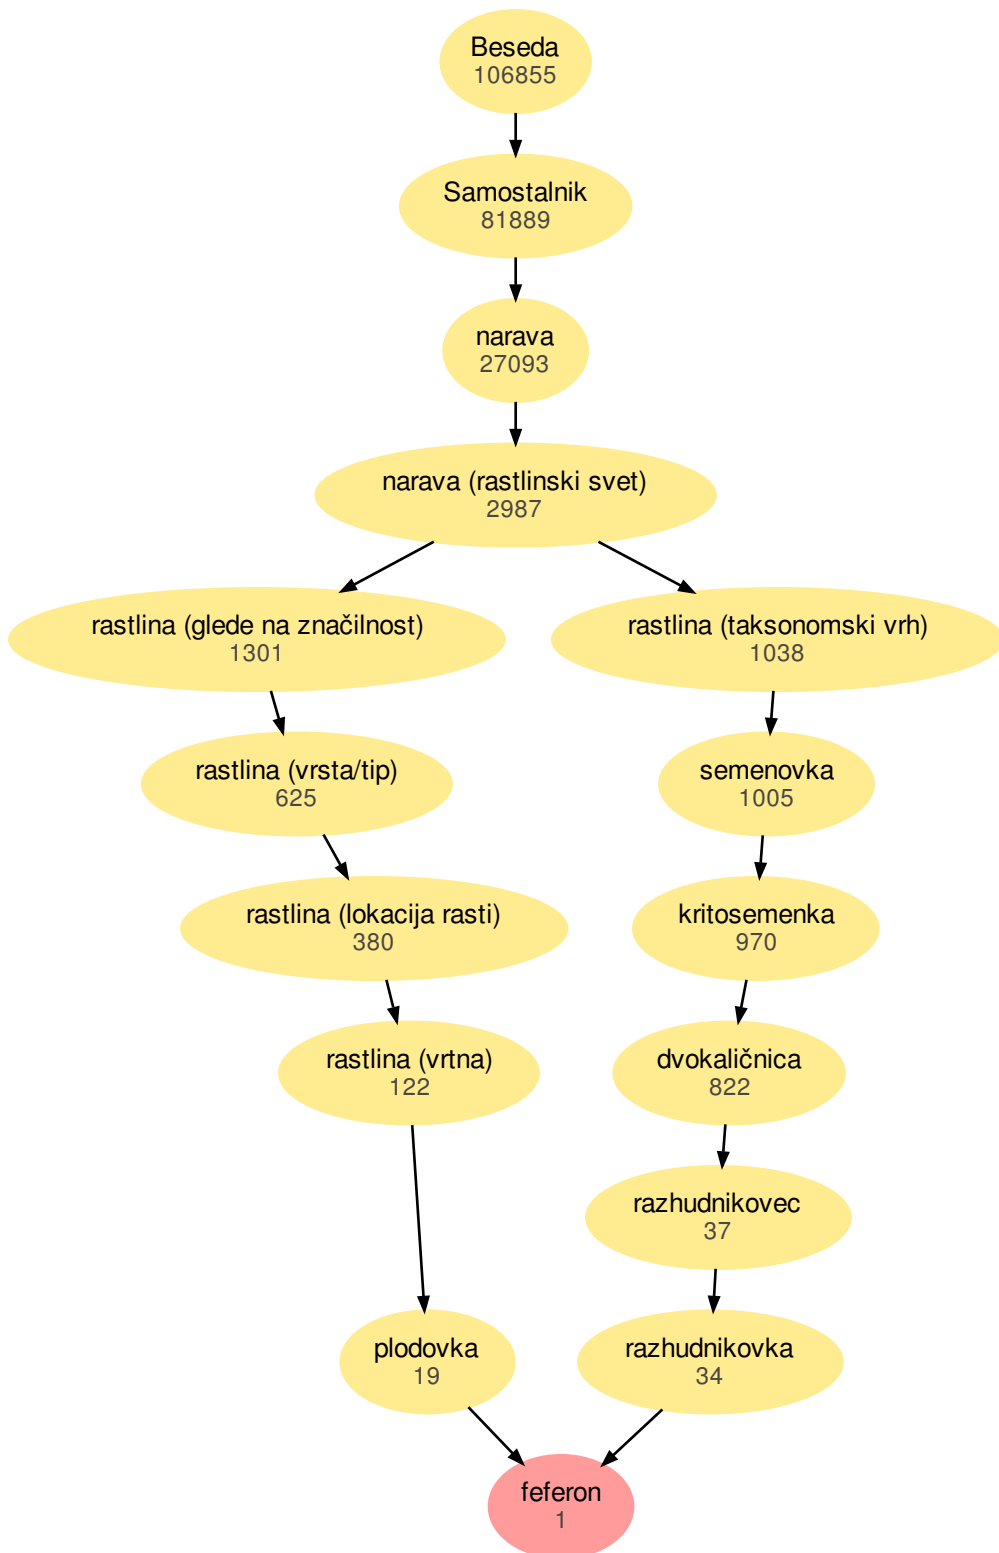 Beseda
106855
Samostalnik
81889
narava
27093
narava (rastlinski svet)
2987
rastlina (glede na značilnost)
1301
rastlina (taksonomski vrh)
1038
rastlina (vrsta/tip)
625
semenovka
1005
rastlina (lokacija rasti)
380
kritosemenka
970
rastlina (vrtna)
122
dvokaličnica
822
razhudnikovec
37
plodovka
19
razhudnikovka
34
feferon
1